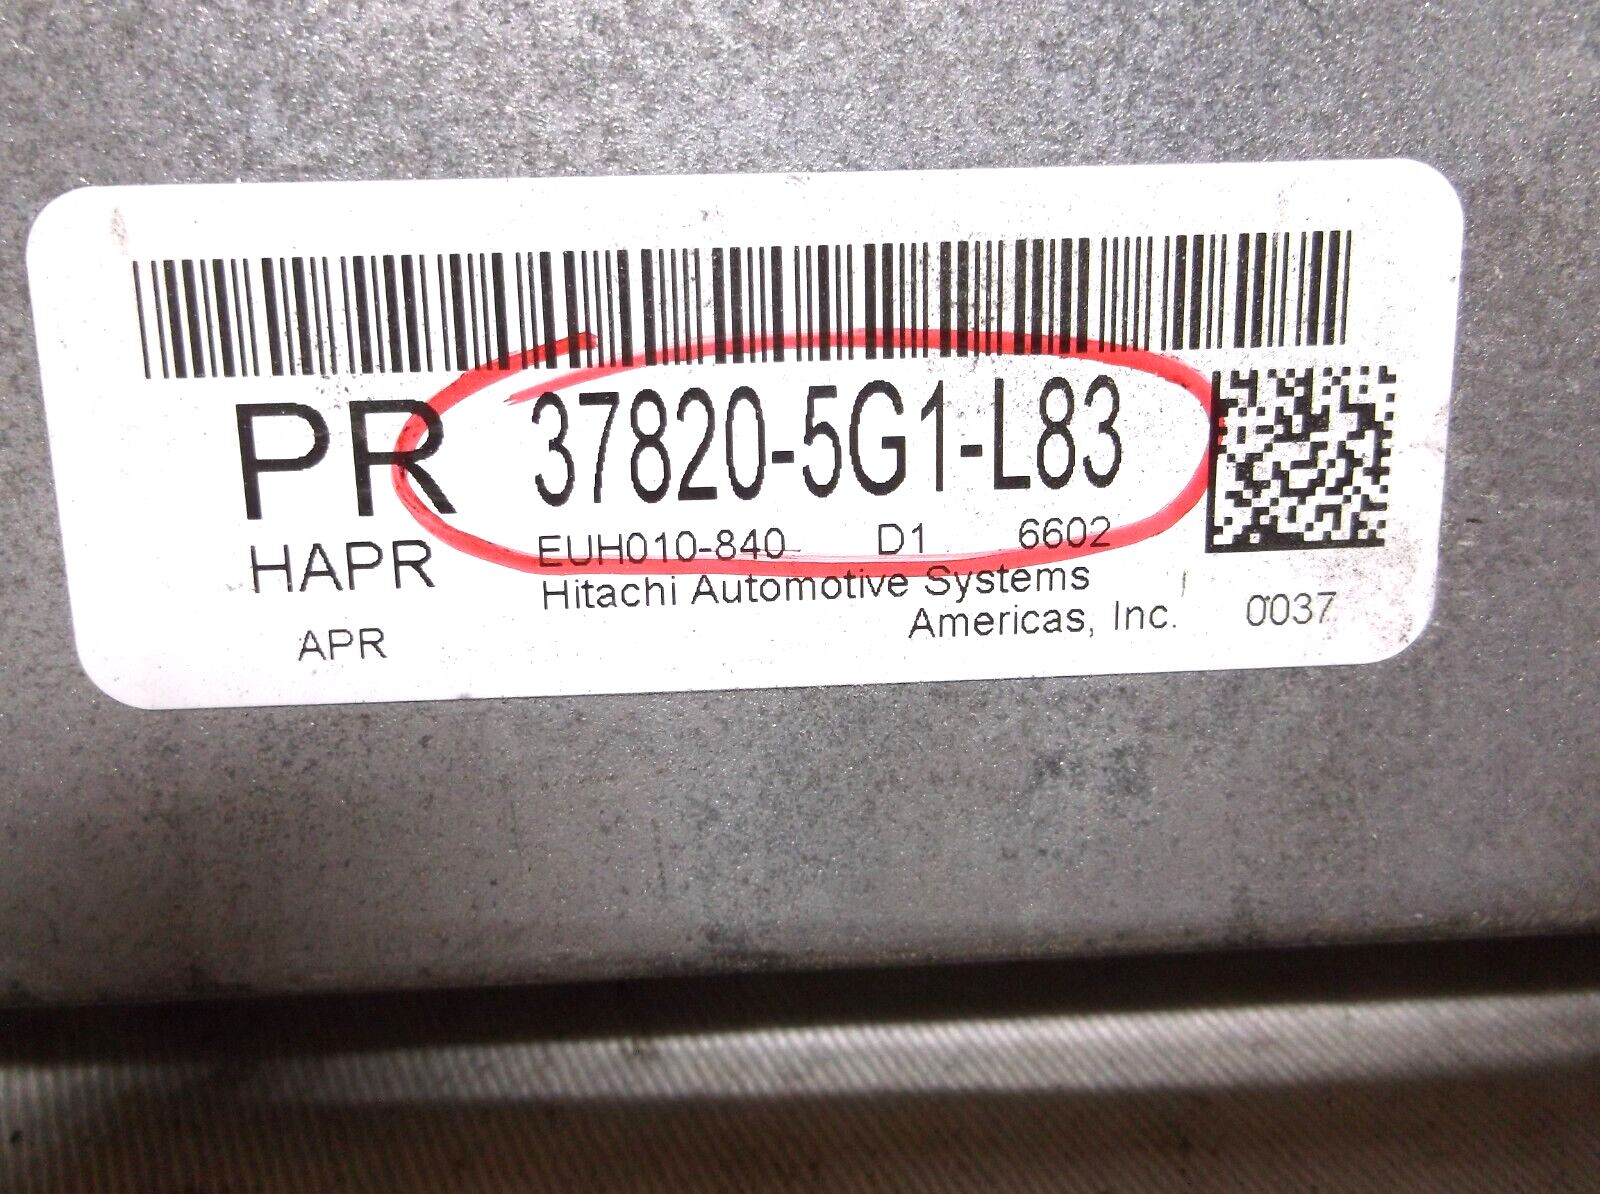 PR 37820-5G1-L83
HAPR EUH010-840 D1 6602
Hitachi Automotive Systems
Americas, Inc. 0037
APR